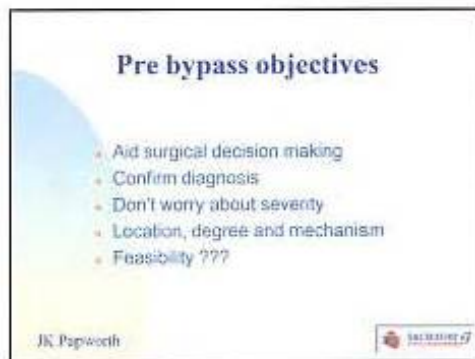 Pre bypass objectives
Aid surgical decision making
Confirm diagnosis
Don't worry about severity
Location, degree and mechanism
Feasibility ???
JK Papworth